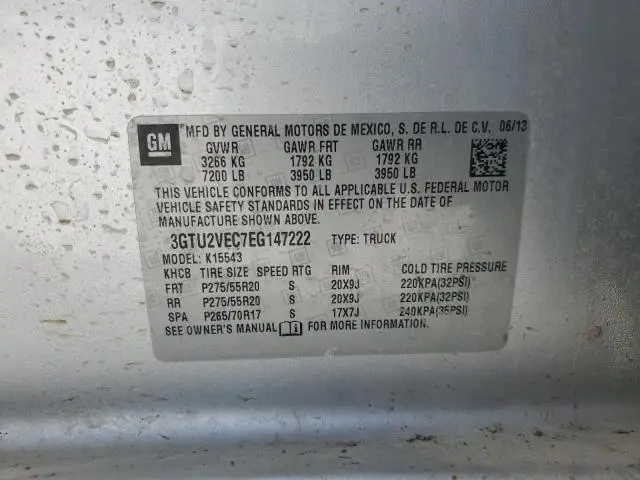 GM
MFD BY GENERAL MOTORS DE MEXICO, S. DE R.L. DE C.V. 06/13
GVWR GAWR FRT GAWR RR
3266 KG 1792 KG 1792 KG
7200 LB 3950 LB 3950 LB
THIS VEHICLE CONFORMS TO ALL APPLICABLE U.S. FEDERAL MOTOR
VEHICLE SAFETY STANDARDS IN EFFECT ON THE DATE OF
MANUFACTURE SHOWN ABOVE.
3GTU2VEC7EG147222 TYPE: TRUCK
MODEL: K15543
KHCB TIRE SIZE SPEED RTG RIM COLD TIRE PRESSURE
FRT P275/55R20 S 20X9J 220KPA(32PSI)
RR P275/55R20 S 20X9J 220KPA(32PSI)
SPA P265/70R17 S 17X7J 240KPA(35PSI)
SEE OWNER'S MANUAL FOR MORE INFORMATION.